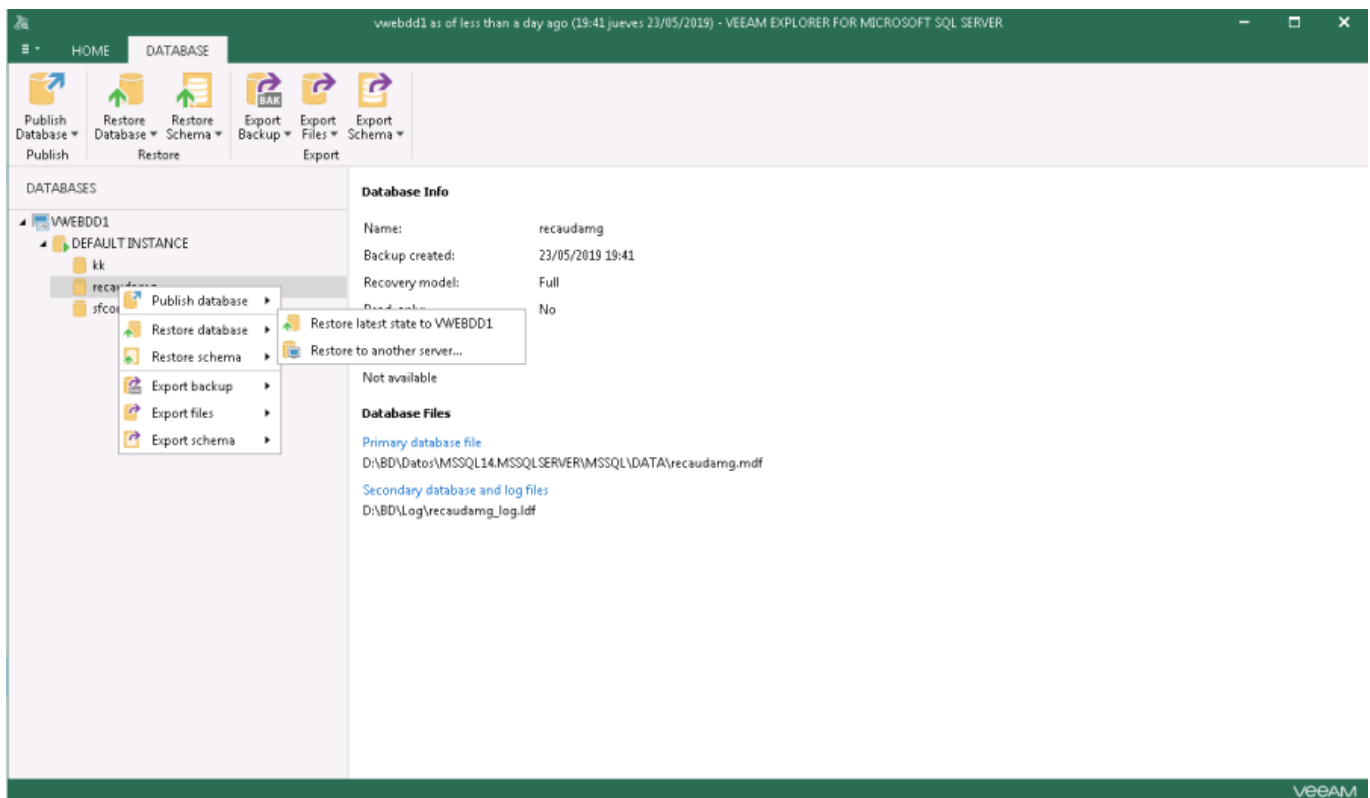 vwebdd1 as of less than a day ago (19:41 jueves 23/05/2019) - VEEAM EXPLORER FOR MICROSOFT SQL SERVER
HOME DATABASE
Publish Database
Restore Database
Restore Schema
Export Backup
BAK
Export Files
Export Schema
Publish Restore Export
DATABASES
VWEBDD1
DEFAULT INSTANCE
kk
Publish database
Restore database
Restore schema
Export backup
Export files
Export schema
Restore latest state to VWEBDD1
Restore to another server...
Database Info
Name: recaudamg
Backup created: 23/05/2019 19:41
Recovery model: Full
No
Not available
Database Files
Primary database file
D:\BD\Datos\MSSQL14.MSSQLSERVER\MSSQL\DATA\recaudamg.mdf
Secondary database and log files
D:\BD\Log\recaudamg_log.ldf
veeam